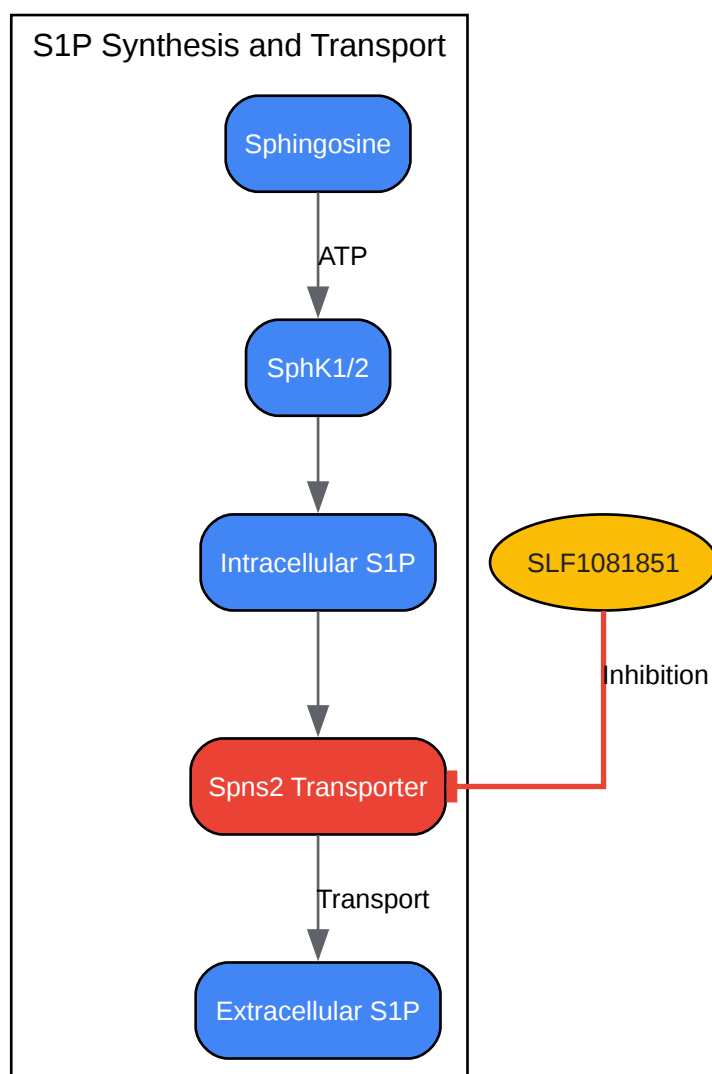 S1P Synthesis and Transport
Sphingosine
ATP
SphK1/2
Intracellular S1P
SLF1081851
Inhibition
Spns2 Transporter
Transport
Extracellular S1P